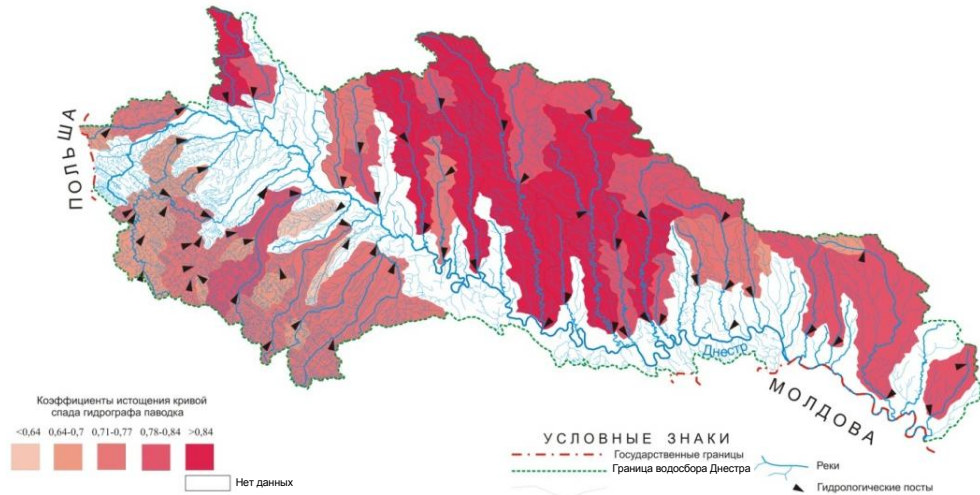 ПОЛЬША
Днестр
МОЛДОВА
Коэффициенты истощения кривой
спада гидрографа паводка
<0,64 0,64-0,7 0,71-0,77 0,78-0,84 >0,84
Нет данных
УСЛОВНЫЕ ЗНАКИ
Государственные границы
Граница водосбора Днестра
Реки
Гидрологические посты